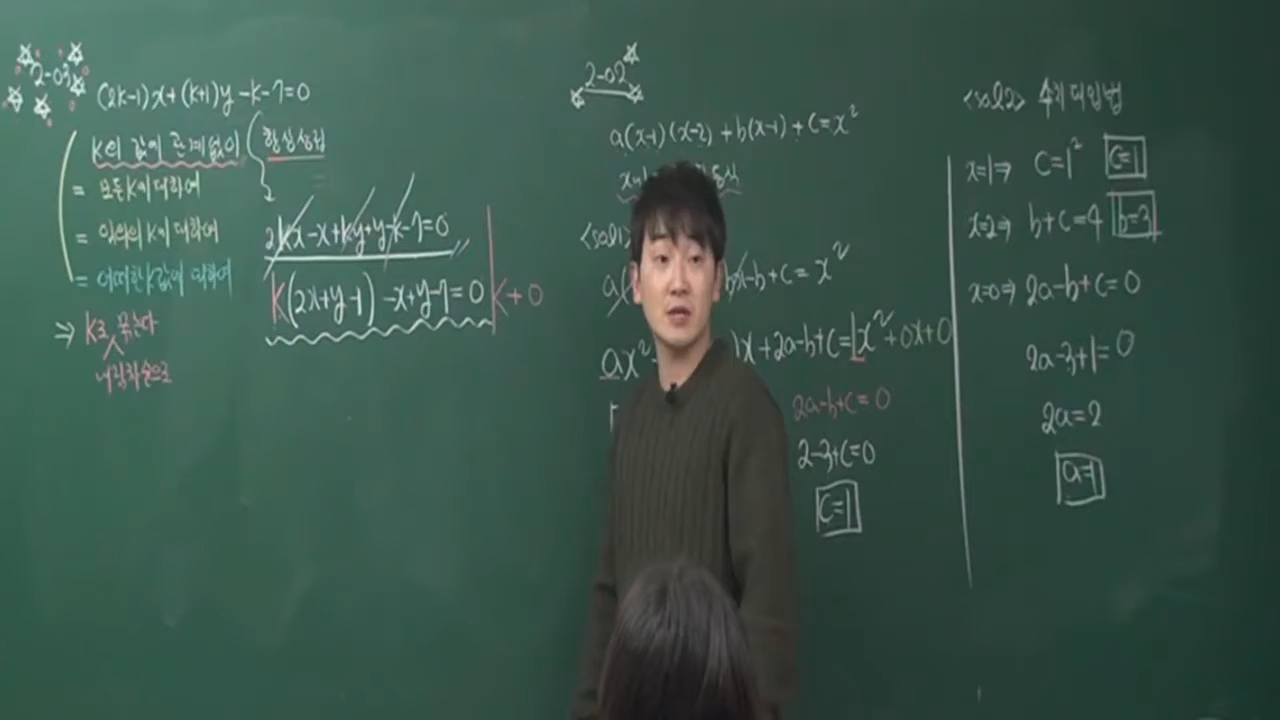 2-03
(2k-1)x+(k+1)y-k-7=0
k의 값에 관계없이 항상성립
= 모든 k에 대하여
= 임의의 k에 대하여
= 어떠한 k값에 대하여
⇒ k로 묶는다
내림차순으로
2kx-x+ky+y-k-7=0
k(2x+y-1)-x+y-7=0k+0
2-02
a(x-1)(x-2)+b(x-1)+c=x²
<sol1>
bx-b+c=x²
ax²
)x+2a-b+c=1x²+0x+0
2a-b+c=0
2-3+c=0
c=1
<sol2> 수치대입법
x=1⇒ c=1² c=1
x=2⇒ b+c=4 b=3
x=0⇒ 2a-b+c=0
2a-3+1=0
2a=2
a=1